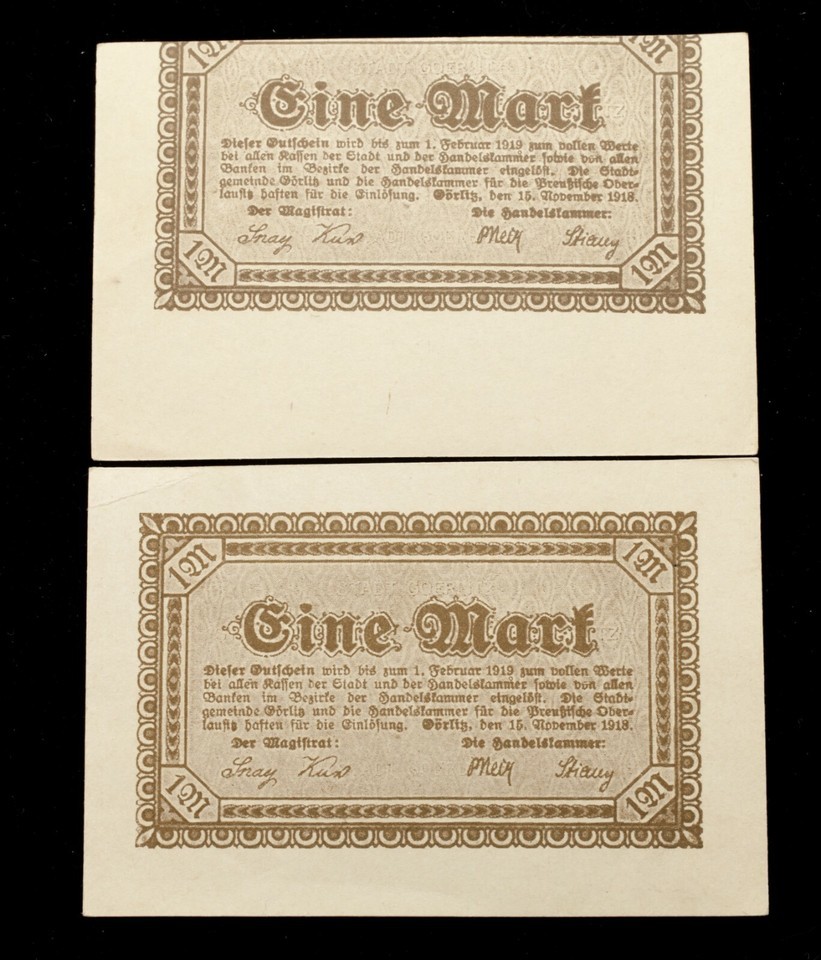 1M 1M
STADT GOERLITZ
Eine Mark
Dieser Gutschein wird bis zum 1. Februar 1919 zum vollen Werte
bei allen Kassen der Stadt und der Handelskammer sowie von allen
Banken im Bezirke der Handelskammer eingelöst. Die Stadt-
gemeinde Görlitz und die Handelskammer für die Preußische Ober-
lausitz haften für die Einlösung. Görlitz, den 15. November 1918.
Der Magistrat: Die Handelskammer:
Snay
1M 1M
1M 1M
STADT GOERLITZ
Eine Mark
Dieser Gutschein wird bis zum 1. Februar 1919 zum vollen Werte
bei allen Kassen der Stadt und der Handelskammer sowie von allen
Banken im Bezirke der Handelskammer eingelöst. Die Stadt-
gemeinde Görlitz und die Handelskammer für die Preußische Ober-
lausitz haften für die Einlösung. Görlitz, den 15. November 1918.
Der Magistrat: Die Handelskammer:
Snay
1M 1M